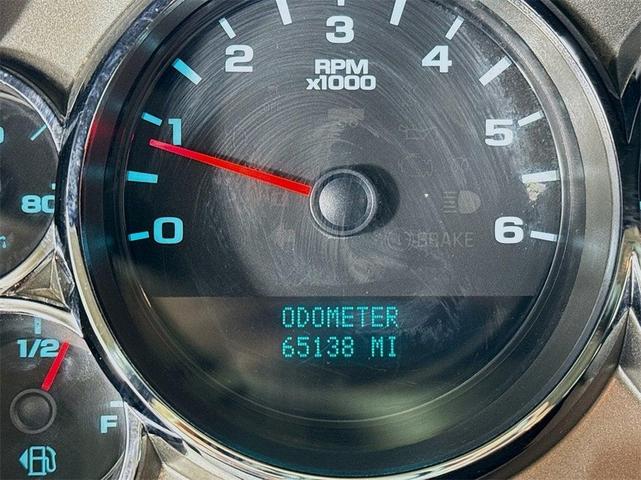 2
3
4
RPM
x1000
1
5
0
6
80
BRAKE
ODOMETER
65138 MI
1/2
F